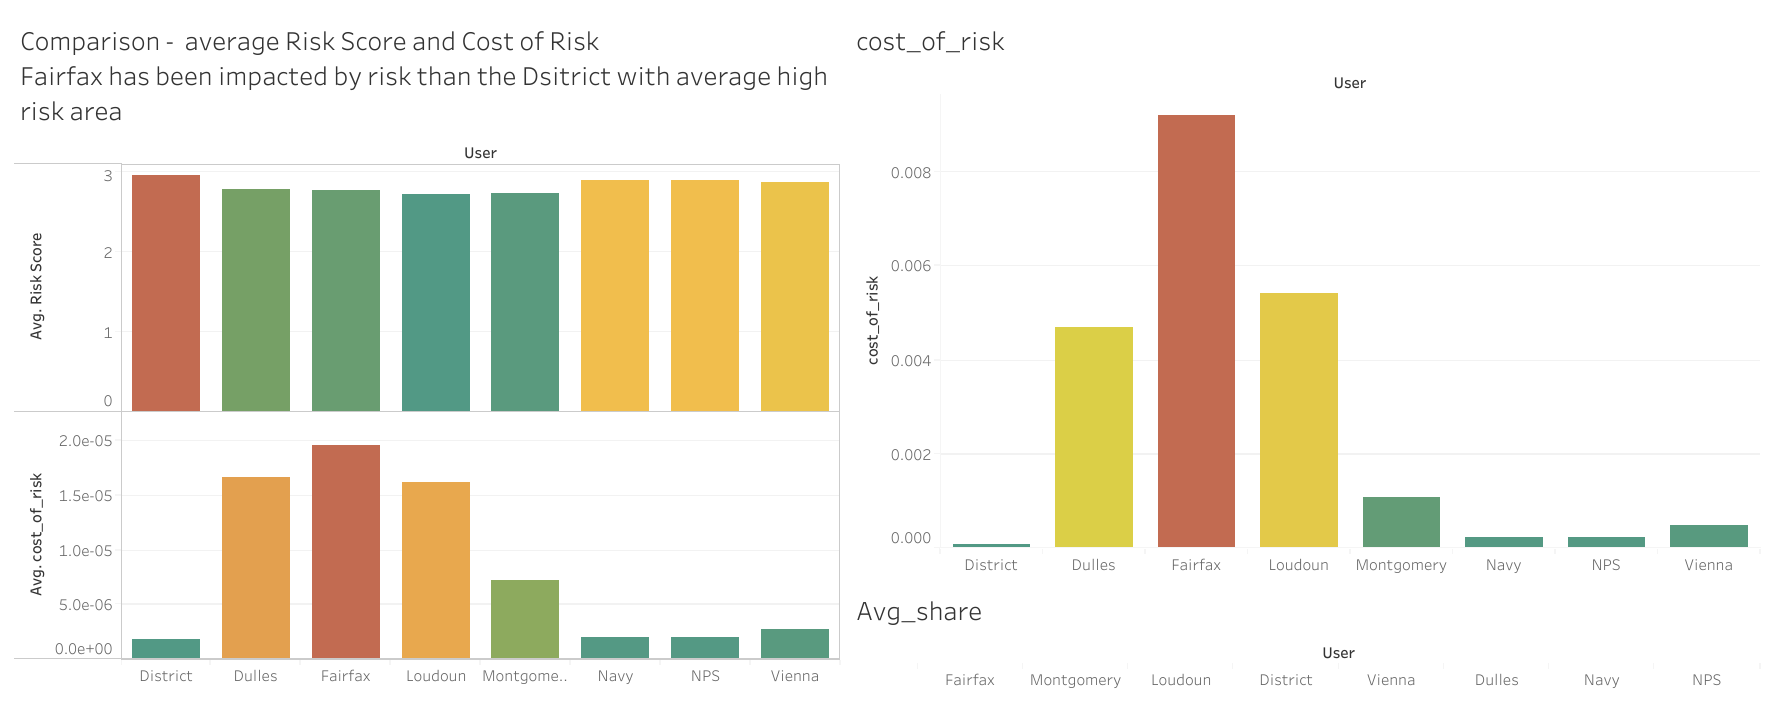 Comparison -  average Risk Score and Cost of Risk
Fairfax has been impacted by risk than the Dsitrict with average high
risk area
User
Avg. Risk Score
3
2
1
0
Avg. cost_of_risk
2.0e-05
1.5e-05
1.0e-05
5.0e-06
0.0e+00
District Dulles Fairfax Loudoun Montgome.. Navy NPS Vienna
cost_of_risk
User
cost_of_risk
0.008
0.006
0.004
0.002
0.000
District Dulles Fairfax Loudoun Montgomery Navy NPS Vienna
Avg_share
User
Fairfax Montgomery Loudoun District Vienna Dulles Navy NPS